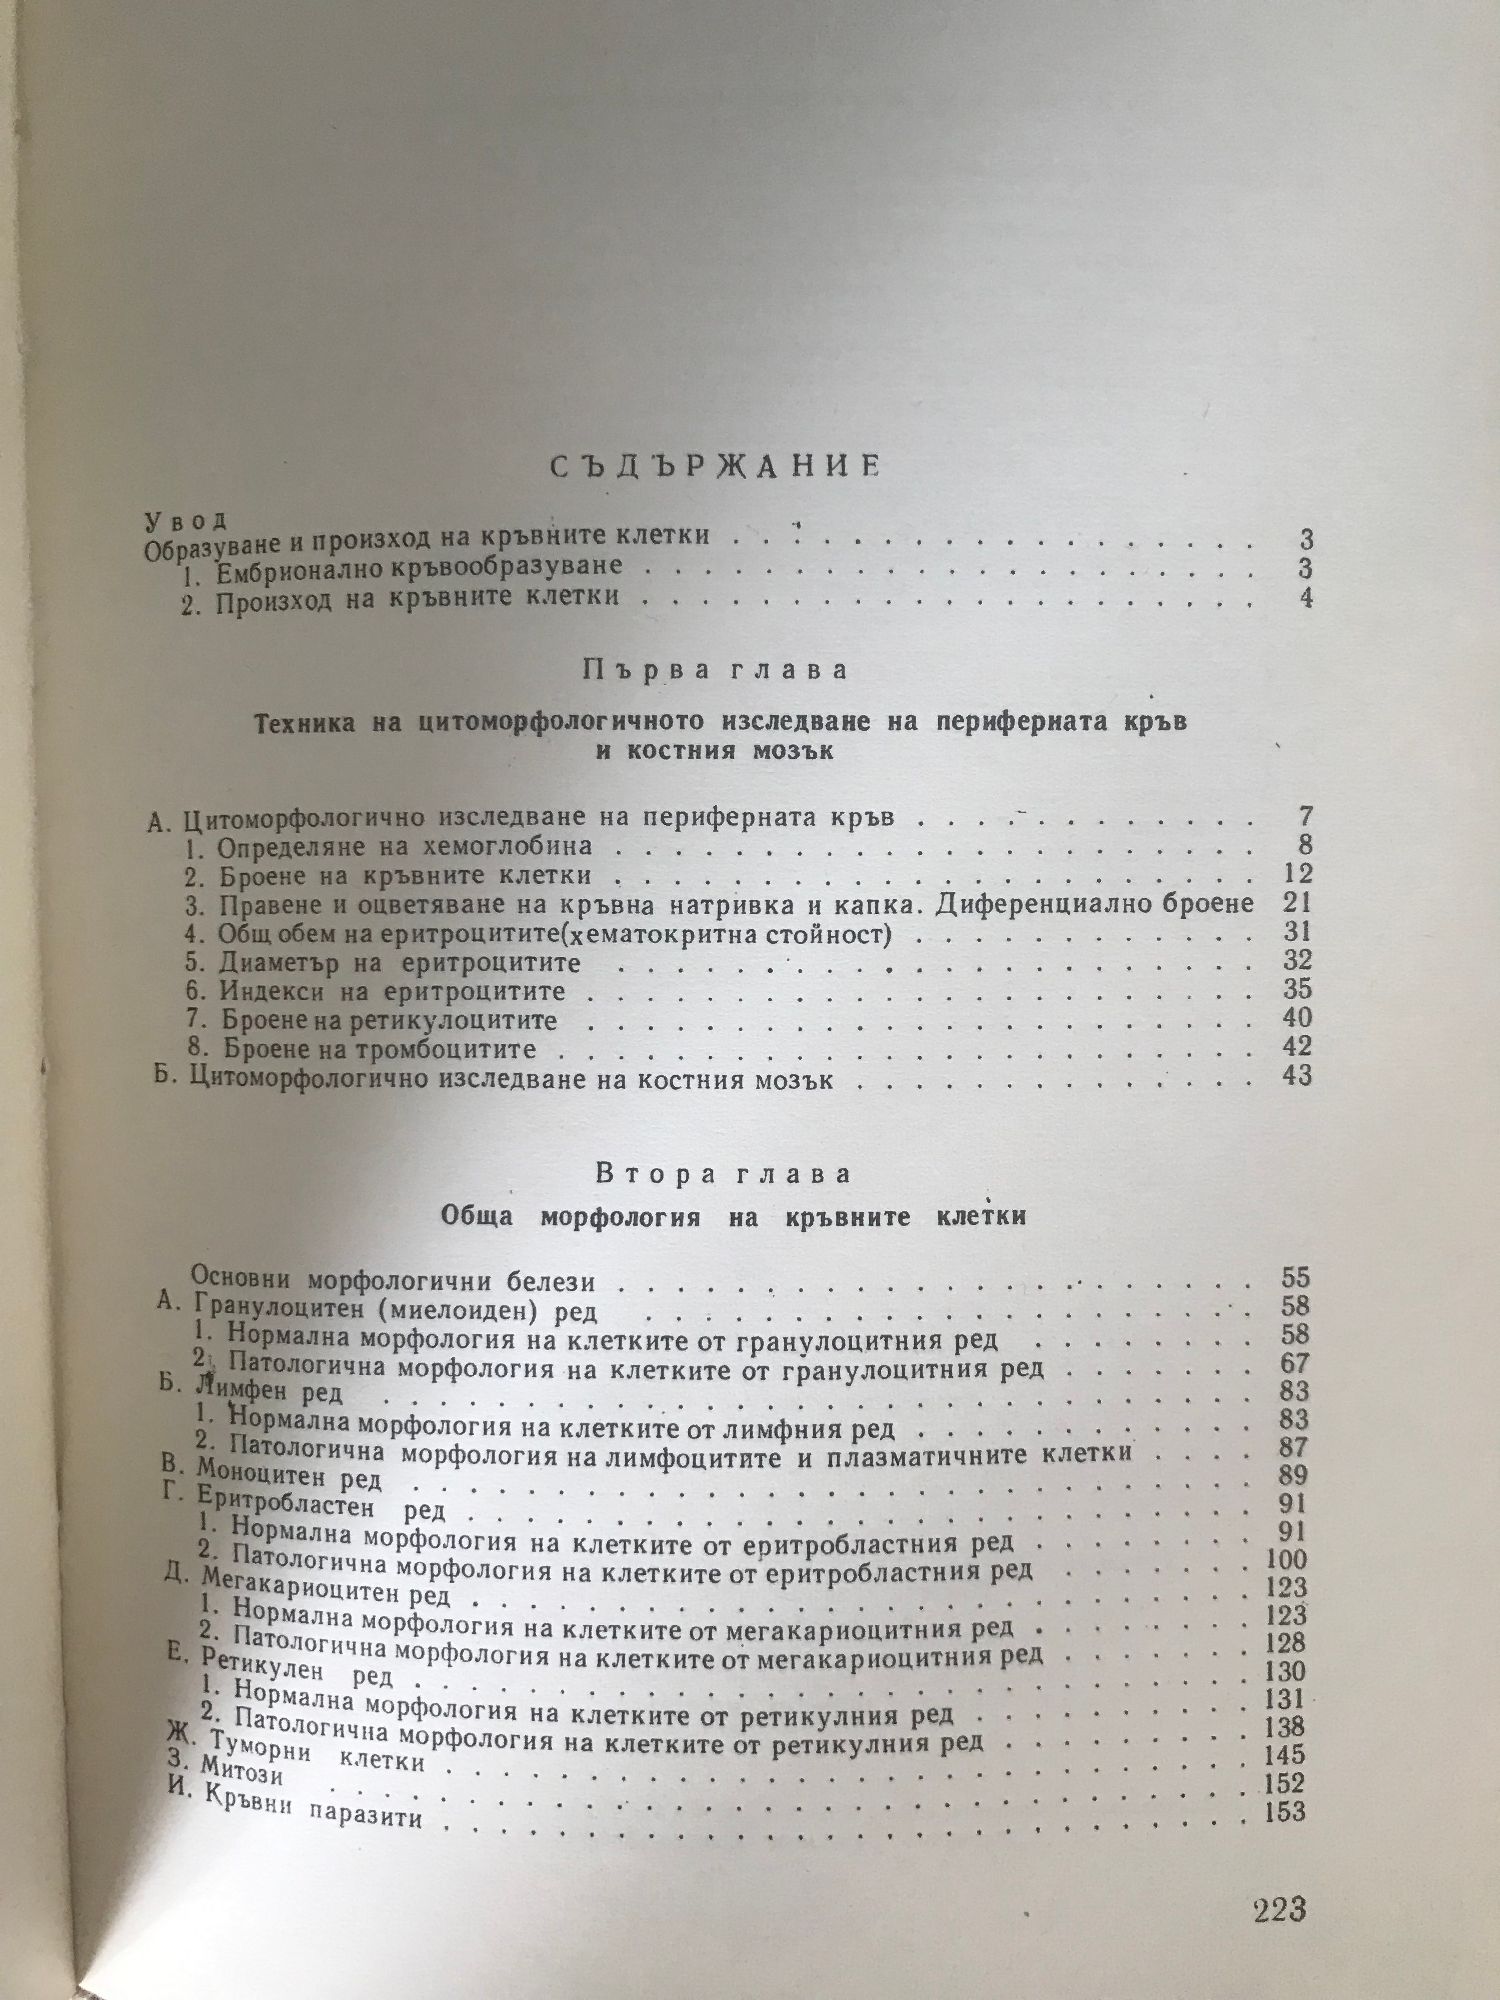 СЪДЪРЖАНИЕ
Увод
Образуване и произход на кръвните клетки . . . . . . . . . . . . . . . . . . 3
1. Ембрионално кръвообразуване . . . . . . . . . . . . . . . . . . . . . 3
2. Произход на кръвните клетки . . . . . . . . . . . . . . . . . . . . . 4
Първа глава
Техника на цитоморфологичното изследване на периферната кръв
и костния мозък
А. Цитоморфологично изследване на периферната кръв . . . . . . . . . . . . 7
1. Определяне на хемоглобина . . . . . . . . . . . . . . . . . . . . . . 8
2. Броене на кръвните клетки . . . . . . . . . . . . . . . . . . . . . . 12
3. Правене и оцветяване на кръвна натривка и капка. Диференциално броене 21
4. Общ обем на еритроцитите(хематокритна стойност) . . . . . . . . . . . . 31
5. Диаметър на еритроцитите . . . . . . . . . . . . . . . . . . . . . . 32
6. Индекси на еритроцитите . . . . . . . . . . . . . . . . . . . . . . . 35
7. Броене на ретикулоцитите . . . . . . . . . . . . . . . . . . . . . . . 40
8. Броене на тромбоцитите . . . . . . . . . . . . . . . . . . . . . . . . 42
Б. Цитоморфологично изследване на костния мозък . . . . . . . . . . . . . . 43
Втора глава
Обща морфология на кръвните клетки
Основни морфологични белези . . . . . . . . . . . . . . . . . . . . . . 55
А. Гранулоцитен (миелоиден) ред . . . . . . . . . . . . . . . . . . . . . 58
1. Нормална морфология на клетките от гранулоцитния ред . . . . . . . . 58
2. Патологична морфология на клетките от гранулоцитния ред . . . . . . . 67
Б. Лимфен ред . . . . . . . . . . . . . . . . . . . . . . . . . . . . . . 83
1. Нормална морфология на клетките от лимфния ред . . . . . . . . . . . . 83
2. Патологична морфология на лимфоцитите и плазматичните клетки . . . . 87
В. Моноцитен ред . . . . . . . . . . . . . . . . . . . . . . . . . . . . . 89
Г. Еритробластен ред . . . . . . . . . . . . . . . . . . . . . . . . . . . 91
1. Нормална морфология на клетките от еритробластния ред . . . . . . . . 91
2. Патологична морфология на клетките от еритробластния ред . . . . . . . 100
Д. Мегакариоцитен ред . . . . . . . . . . . . . . . . . . . . . . . . . . . 123
1. Нормална морфология на клетките от мегакариоцитния ред . . . . . . . . 123
2. Патологична морфология на клетките от мегакариоцитния ред . . . . . . . 128
Е. Ретикулен ред . . . . . . . . . . . . . . . . . . . . . . . . . . . . . 130
1. Нормална морфология на клетките от ретикулния ред . . . . . . . . . . 131
2. Патологична морфология на клетките от ретикулния ред . . . . . . . . . 138
Ж. Туморни клетки . . . . . . . . . . . . . . . . . . . . . . . . . . . . 145
З. Митози . . . . . . . . . . . . . . . . . . . . . . . . . . . . . . . . 152
И. Кръвни паразити . . . . . . . . . . . . . . . . . . . . . . . . . . . . 153
223